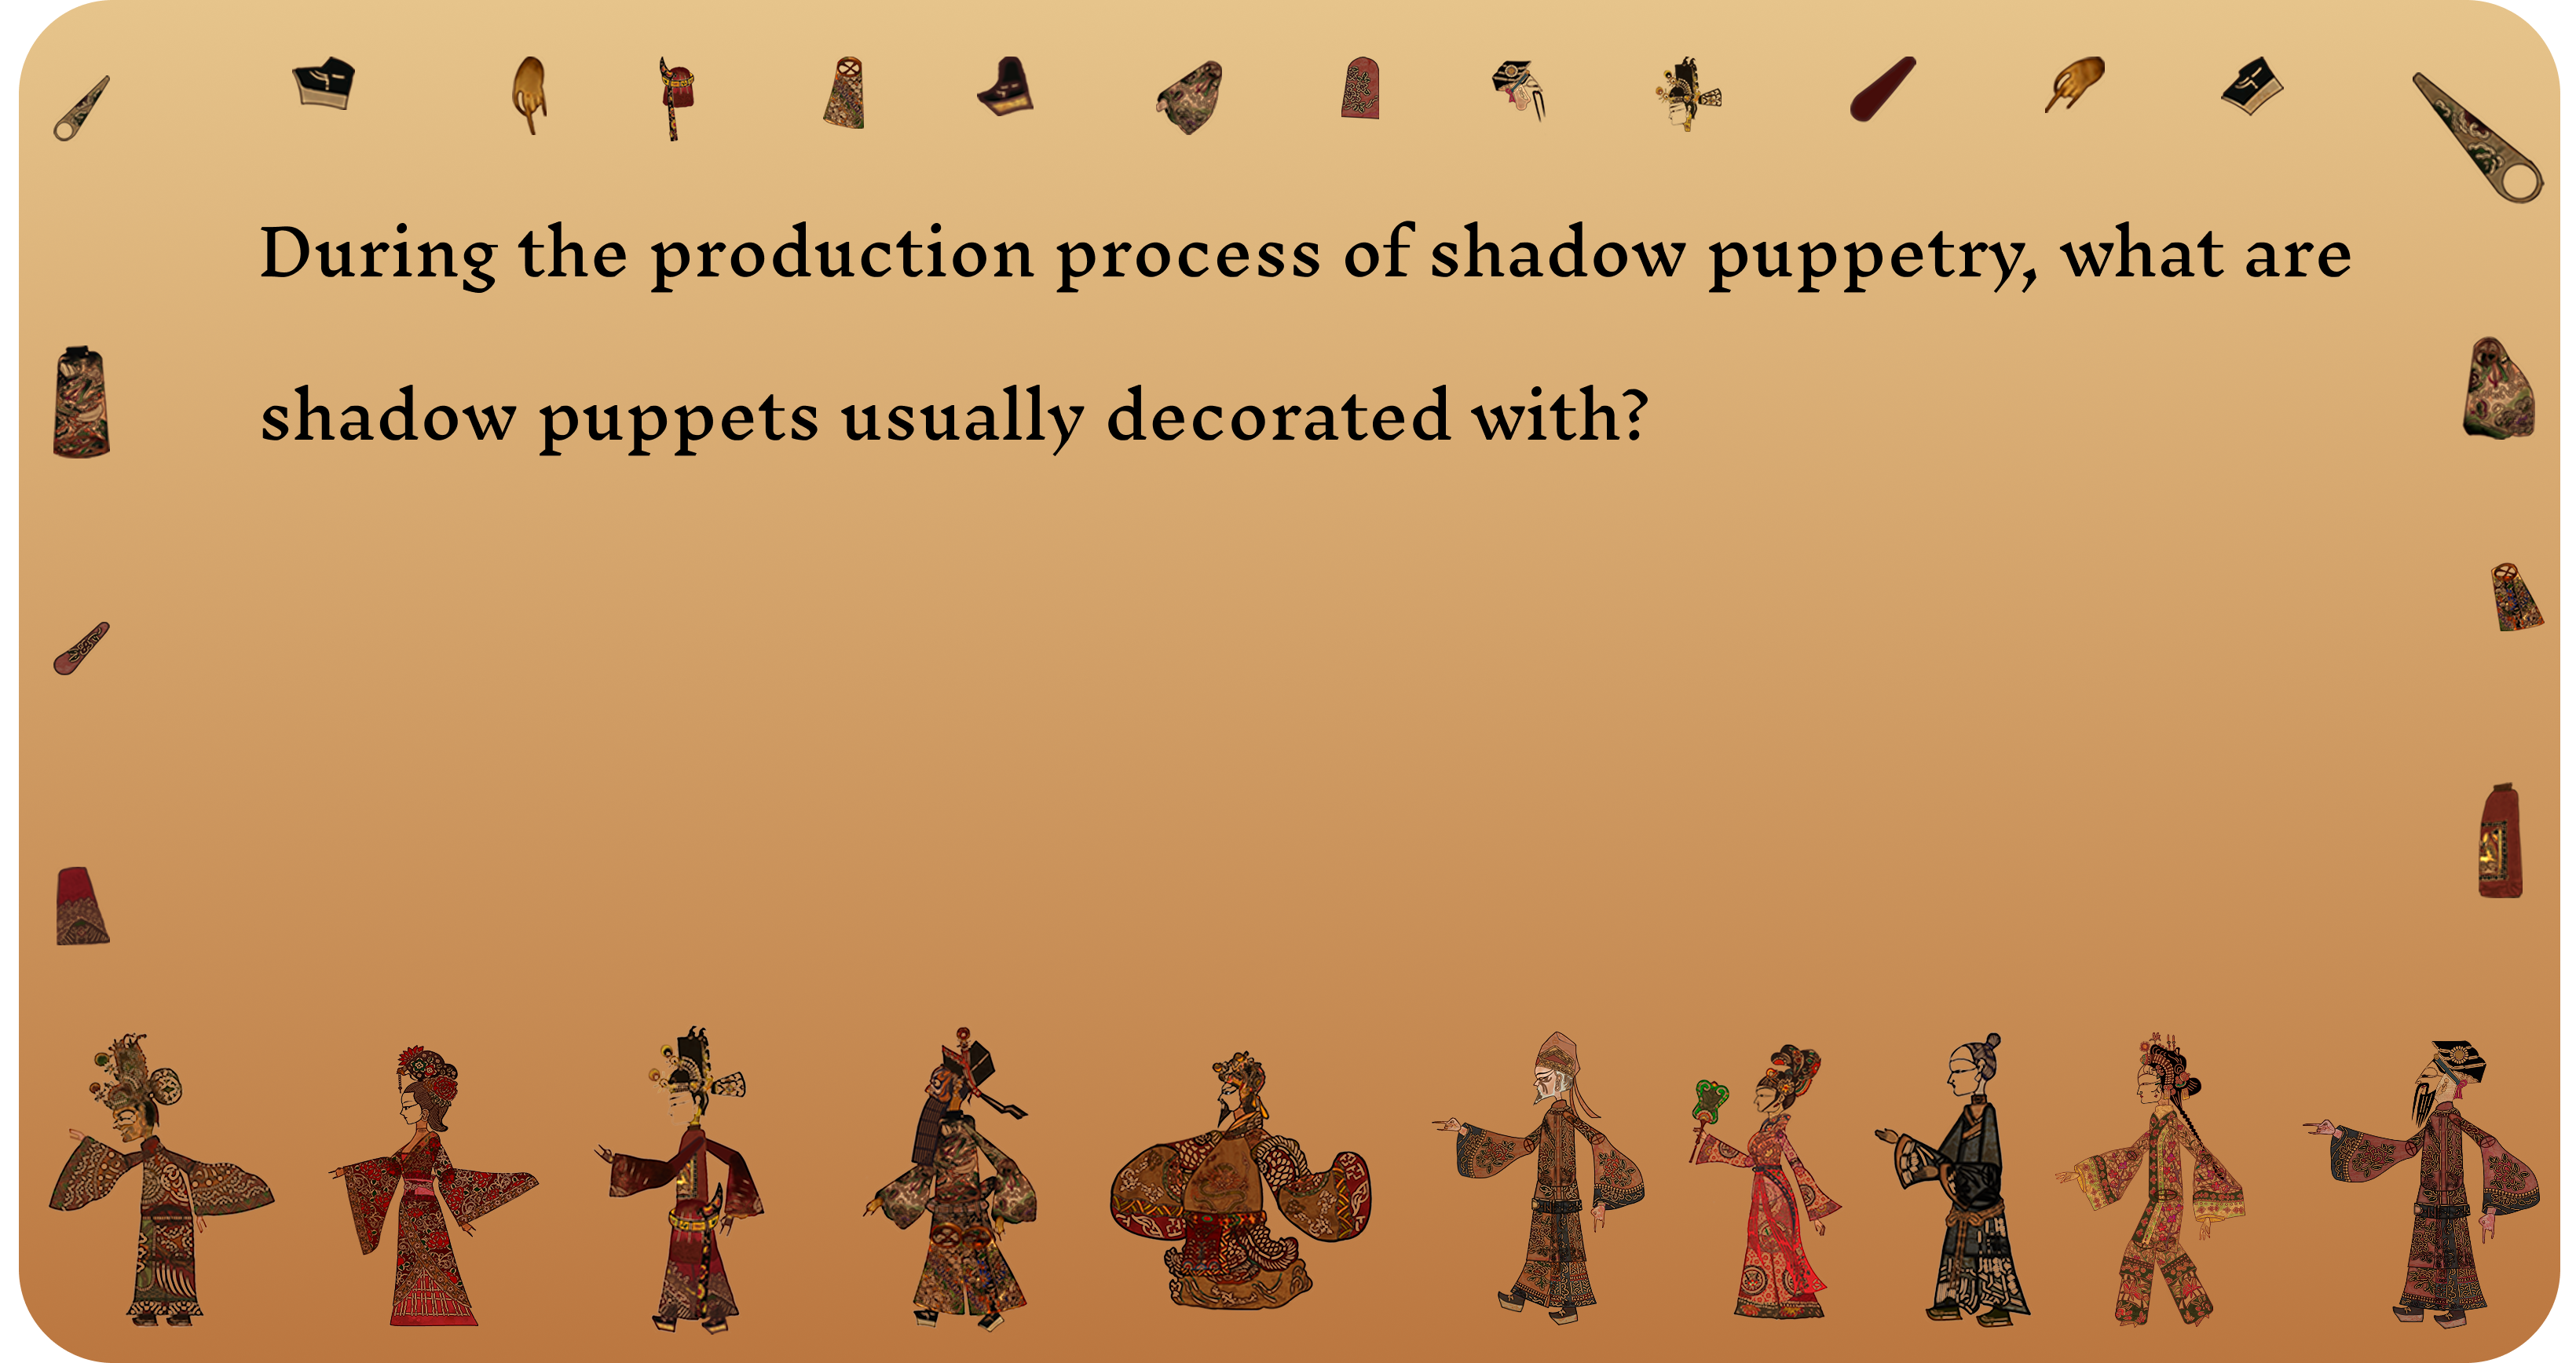 During the production process of shadow puppetry, what are
shadow puppets usually decorated with?